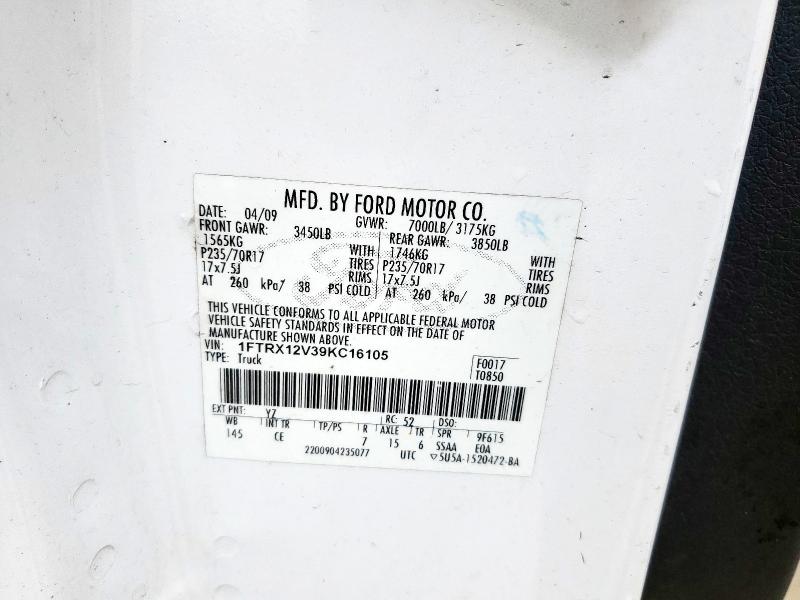 MFD. BY FORD MOTOR CO.
DATE: 04/09 GVWR: 7000LB/ 3175KG
FRONT GAWR: 3450LB REAR GAWR: 3850LB
1565KG WITH 1746KG WITH
P235/70R17 TIRES P235/70R17 TIRES
17x7.5J RIMS 17x7.5J RIMS
AT 260 kPa/ 38 PSI COLD AT 260 kPa/ 38 PSI COLD
THIS VEHICLE CONFORMS TO ALL APPLICABLE FEDERAL MOTOR
VEHICLE SAFETY STANDARDS IN EFFECT ON THE DATE OF
MANUFACTURE SHOWN ABOVE.
VIN: 1FTRX12V39KC16105
TYPE: Truck
F0017
T0850
EXT PNT: YZ RC: 52 DSO:
WB INT TR TP/PS R AXLE TR SPR 9F615
145 CE 7 15 6 SSAA E0A
2200904235077 UTC ▽5U5A-1520472-BA